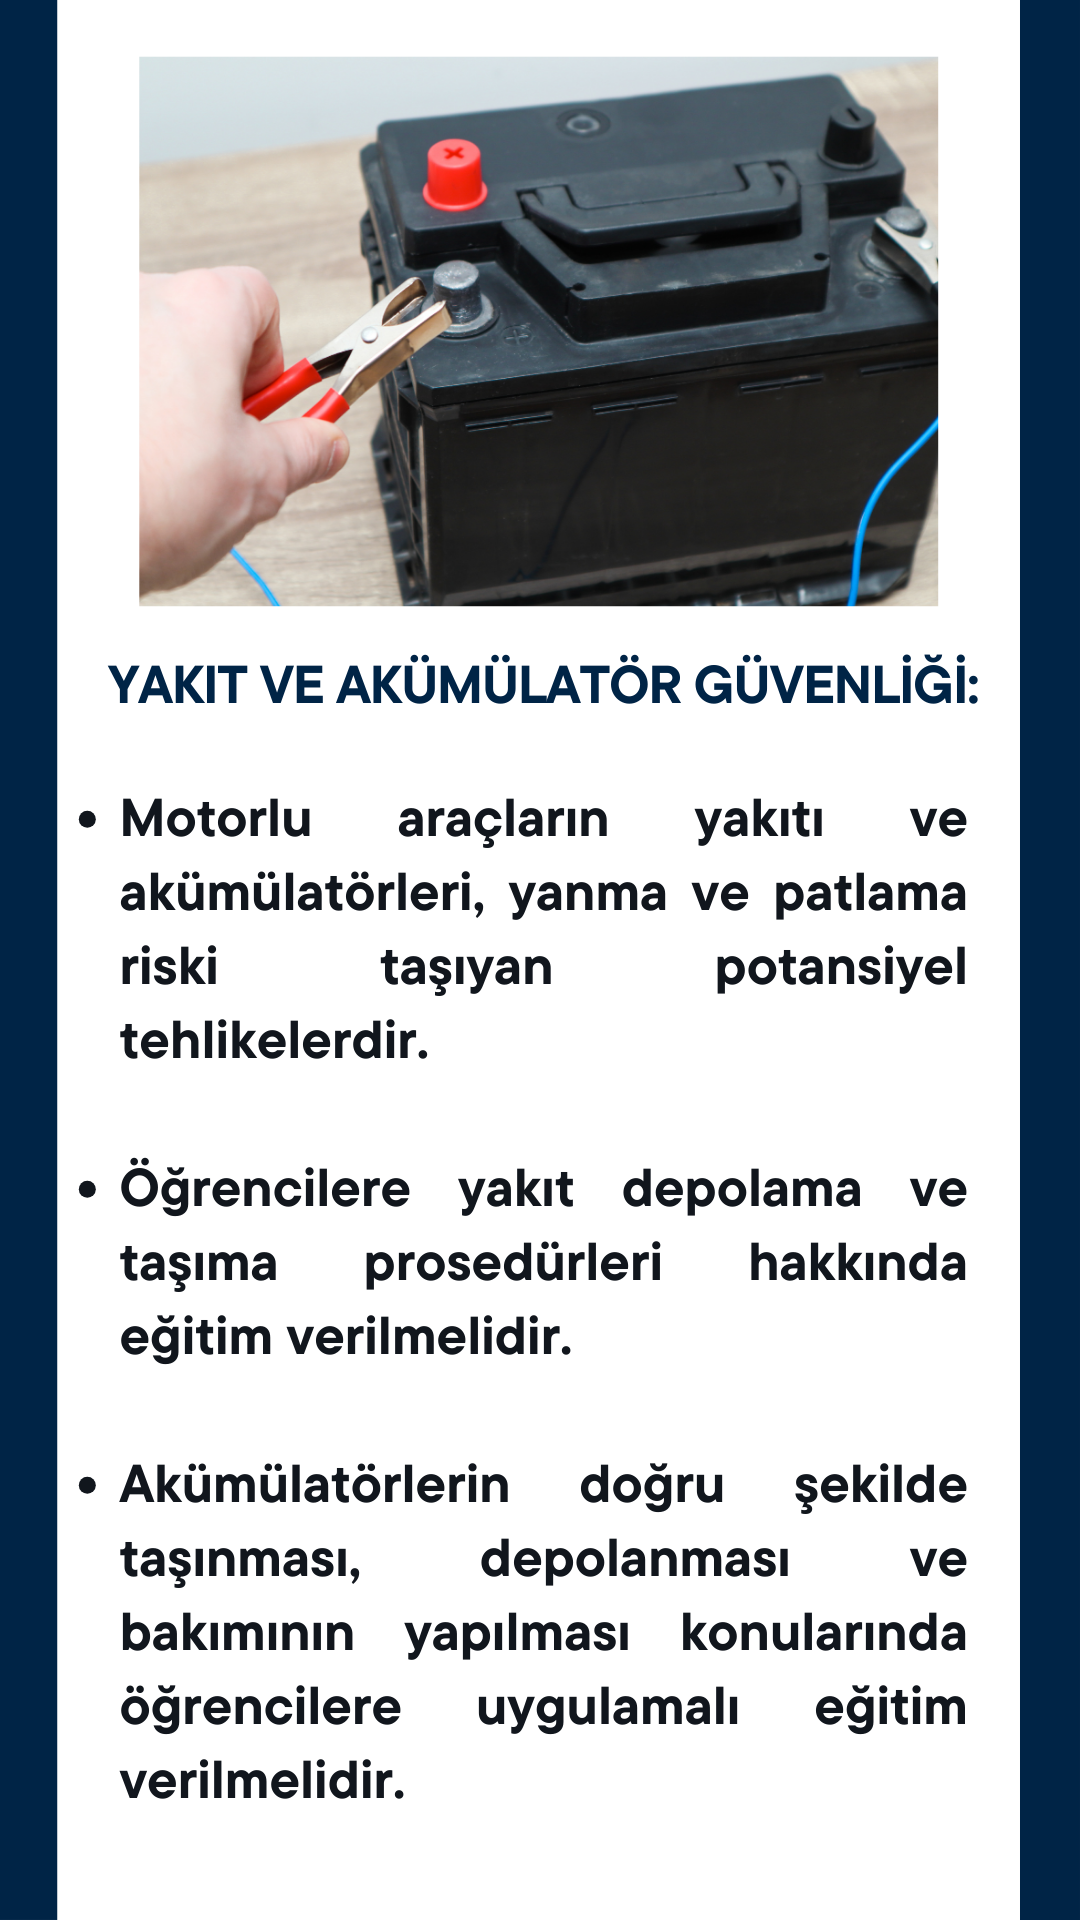 YAKIT VE AKÜMÜLATÖR GÜVENLİĞİ:
• Motorlu araçların yakıtı ve
akümülatörleri, yanma ve patlama
riski taşıyan potansiyel
tehlikelerdir.
• Öğrencilere yakıt depolama ve
taşıma prosedürleri hakkında
eğitim verilmelidir.
• Akümülatörlerin doğru şekilde
taşınması, depolanması ve
bakımının yapılması konularında
öğrencilere uygulamalı eğitim
verilmelidir.